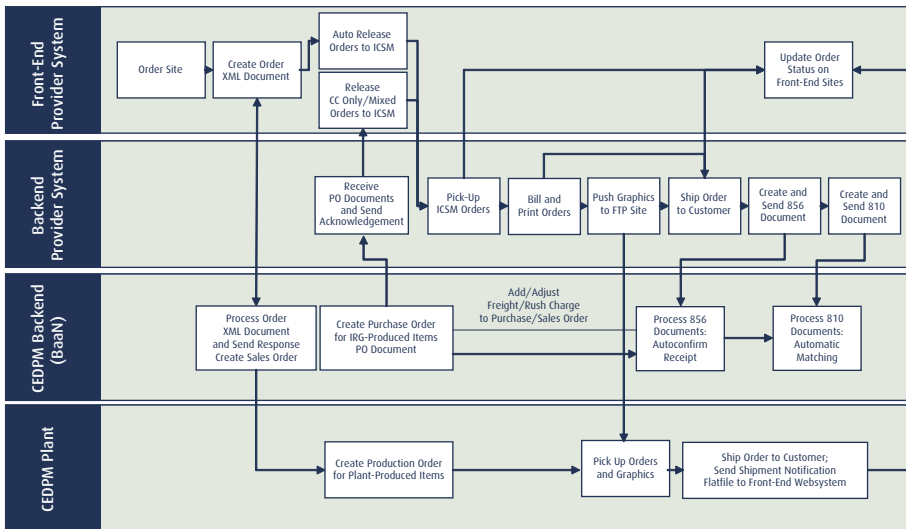 Front-End
Provider System
Order Site
Create Order
XML Document
Auto Release
Orders to ICSM
Release
CC Only/Mixed
Orders to ICSM
Update Order
Status on
Front-End Sites
Backend
Provider System
Receive
PO Documents
and Send
Acknowledgement
Pick-Up
ICSM Orders
Bill and
Print Orders
Push Graphics
to FTP Site
Ship Order
to Customer
Create and
Send 856
Document
Create and
Send 810
Document
CEDPM Backend
(BaaN)
Process Order
XML Document
and Send Response
Create Sales Order
Create Purchase Order
for IRG-Produced Items
PO Document
Add/Adjust
Freight/Rush Charge
to Purchase/Sales Order
Process 856
Documents:
Autoconfirm
Receipt
Process 810
Documents:
Automatic
Matching
CEDPM Plant
Create Production Order
for Plant-Produced Items
Pick Up Orders
and Graphics
Ship Order to Customer;
Send Shipment Notification
Flatfile to Front-End Websystem